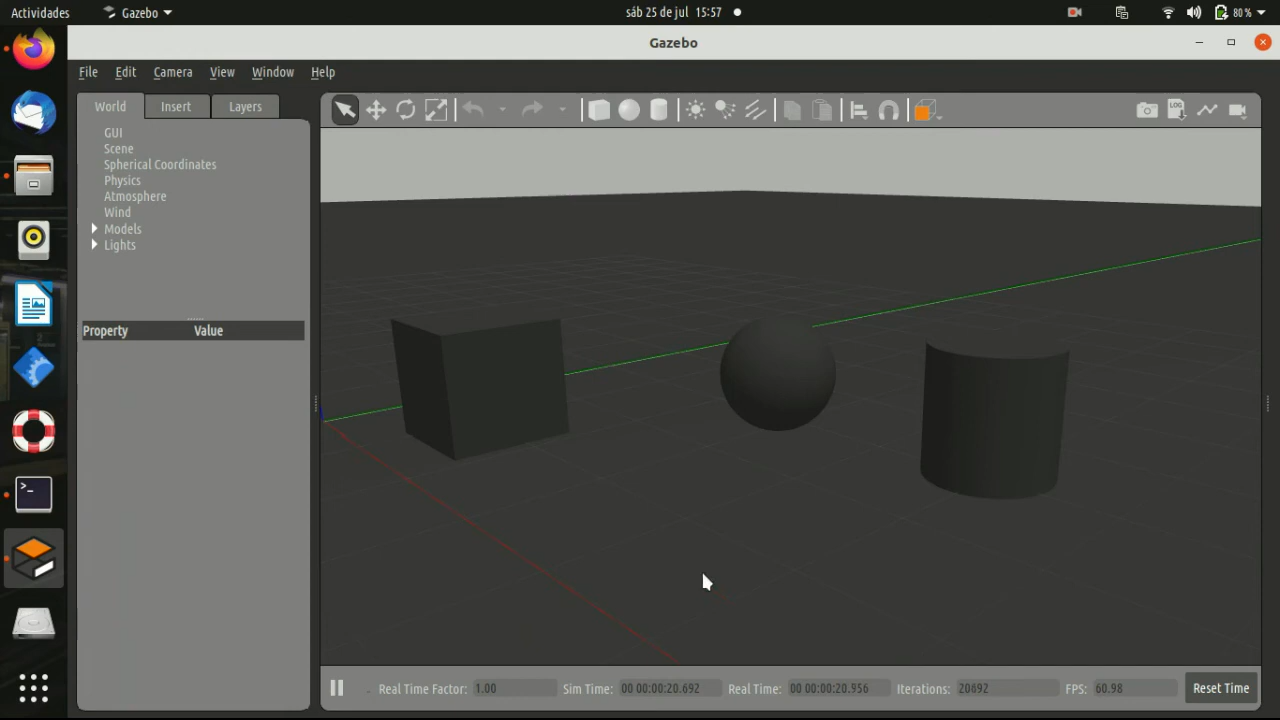 Actividades Gazebo sáb 25 de jul 15:57 80 %
Gazebo
File Edit Camera View Window Help
World Insert Layers
LOG
GUI
Scene
Spherical Coordinates
Physics
Atmosphere
Wind
Models
Lights
Property Value
>_
Real Time Factor: 1.00 Sim Time: 00 00:00:20.692 Real Time: 00 00:00:20.956 Iterations: 20692 FPS: 60.98 Reset Time